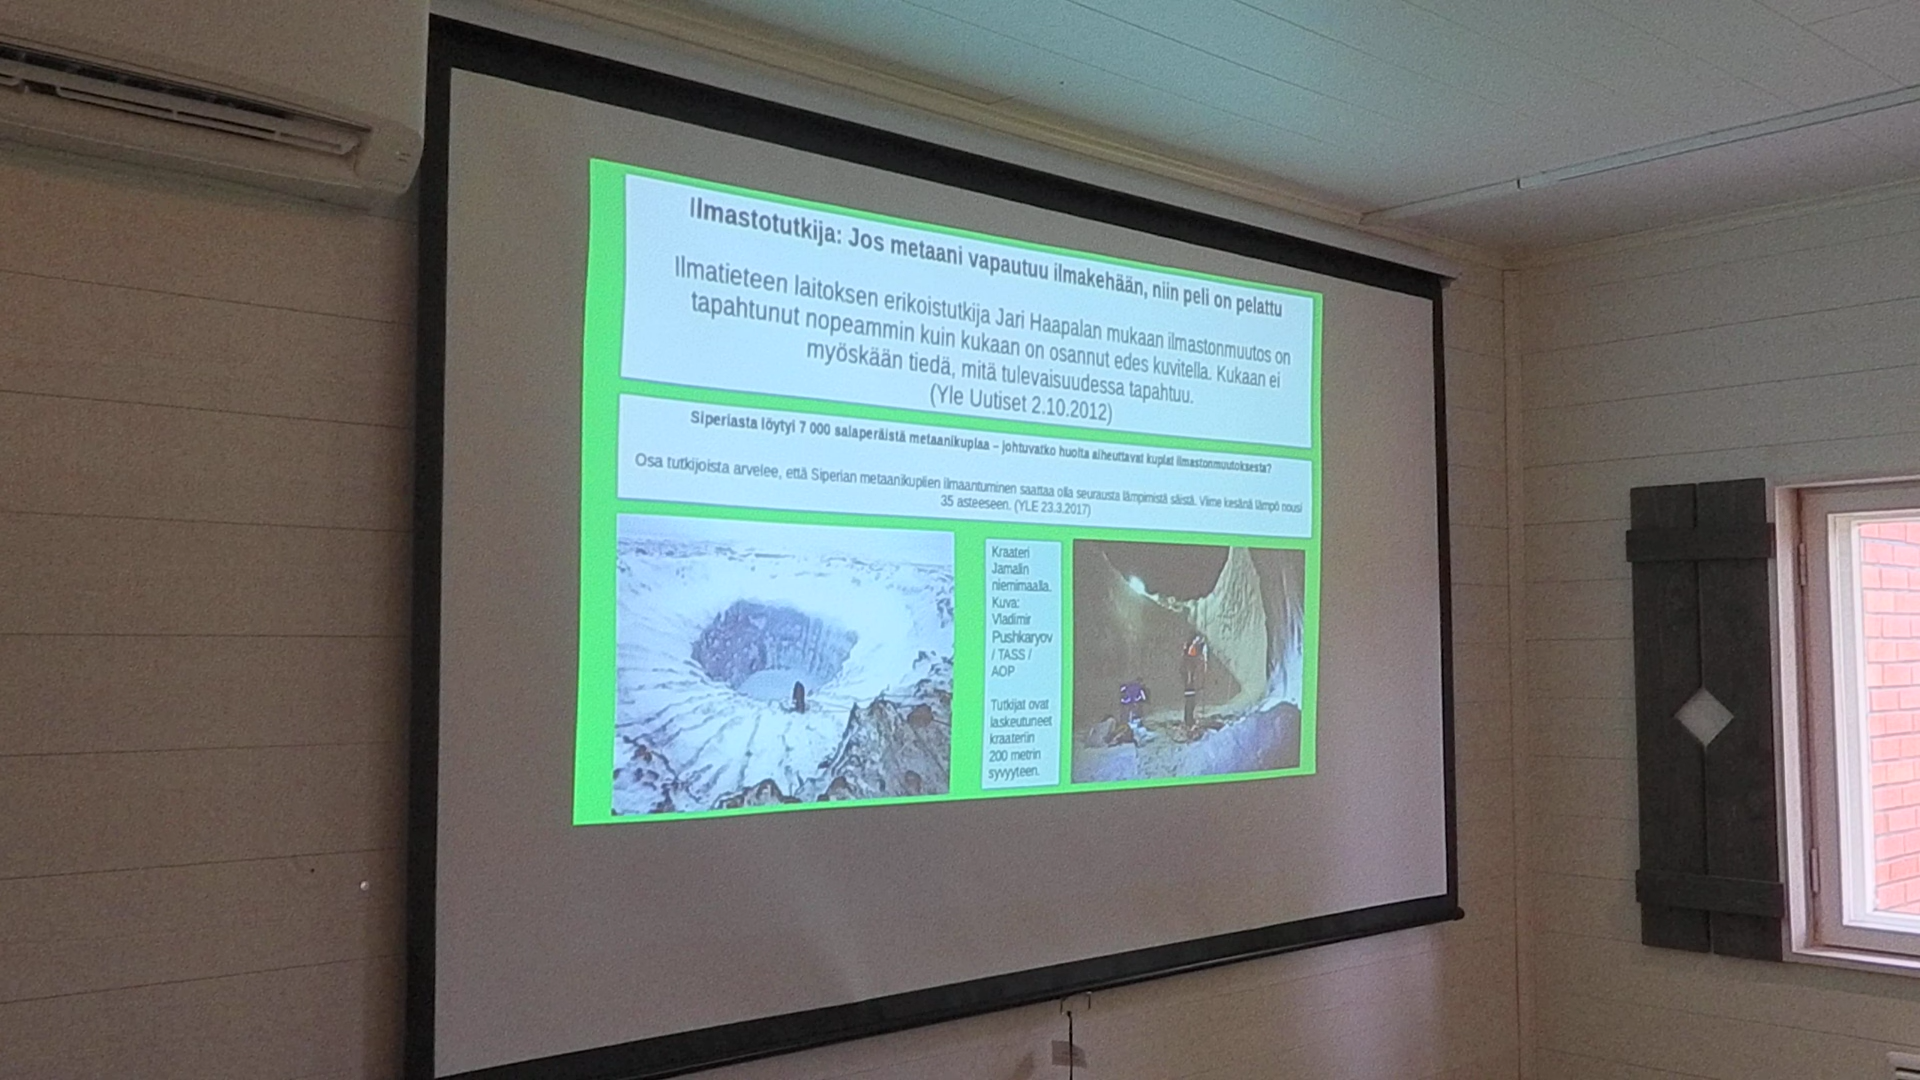 Ilmastotutkija: Jos metaani vapautuu ilmakehään, niin peli on pelattu
Ilmatieteen laitoksen erikoistutkija Jari Haapalan mukaan ilmastonmuutos on
tapahtunut nopeammin kuin kukaan on osannut edes kuvitella. Kukaan ei
myöskään tiedä, mitä tulevaisuudessa tapahtuu.
(Yle Uutiset 2.10.2012)
Siperiasta löytyi 7 000 salaperäistä metaanikuplaa – johtuvatko huolta aiheuttavat kuplat ilmastonmuutoksesta?
Osa tutkijoista arvelee, että Siperian metaanikuplien ilmaantuminen saattaa olla seurausta lämpimistä säistä. Viime kesänä lämpö nousi
35 asteeseen. (YLE 23.3.2017)
Kraateri
Jamalin
niemimaalla.
Kuva:
Vladimir
Pushkaryov
/ TASS /
AOP
Tutkijat ovat
laskeutuneet
kraateriin
200 metrin
syvyyteen.